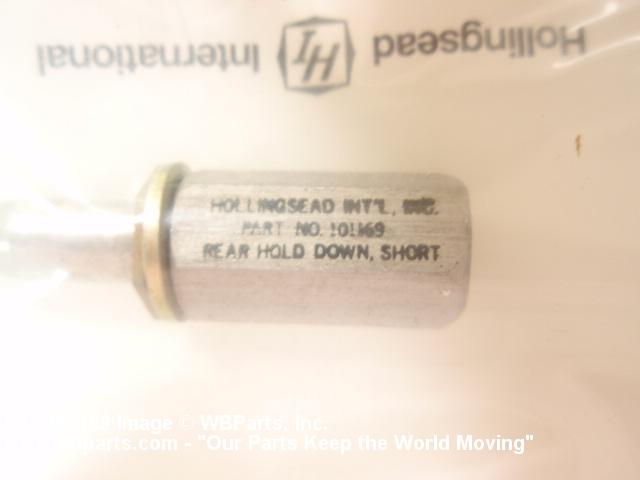 Hollingsead HI International
HOLLINGSEAD INT'L, INC.
PART NO. 101169
REAR HOLD DOWN, SHORT
Image © WBParts, Inc.
parts.com - "Our Parts Keep the World Moving"